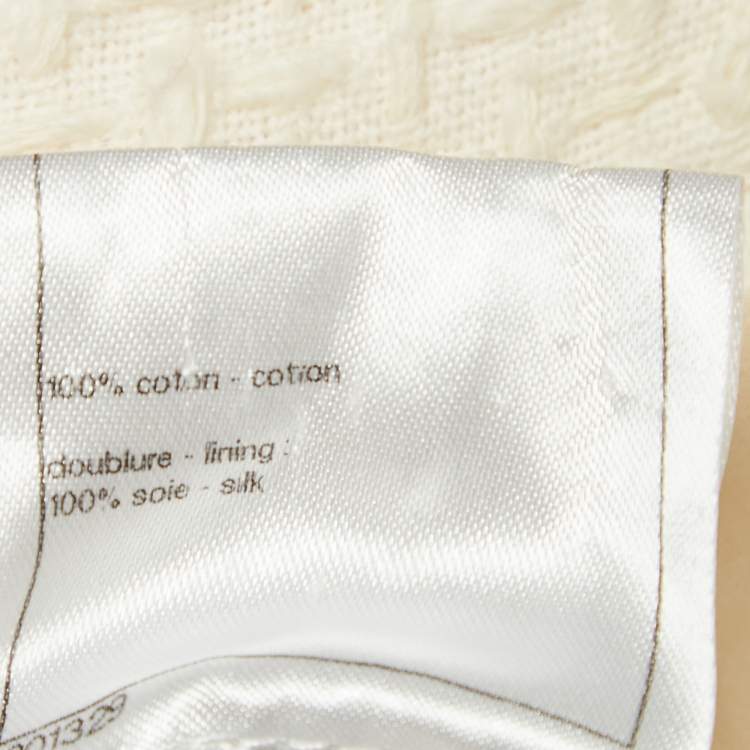 100% coton - cotton
doublure - lining :
100% soie - silk